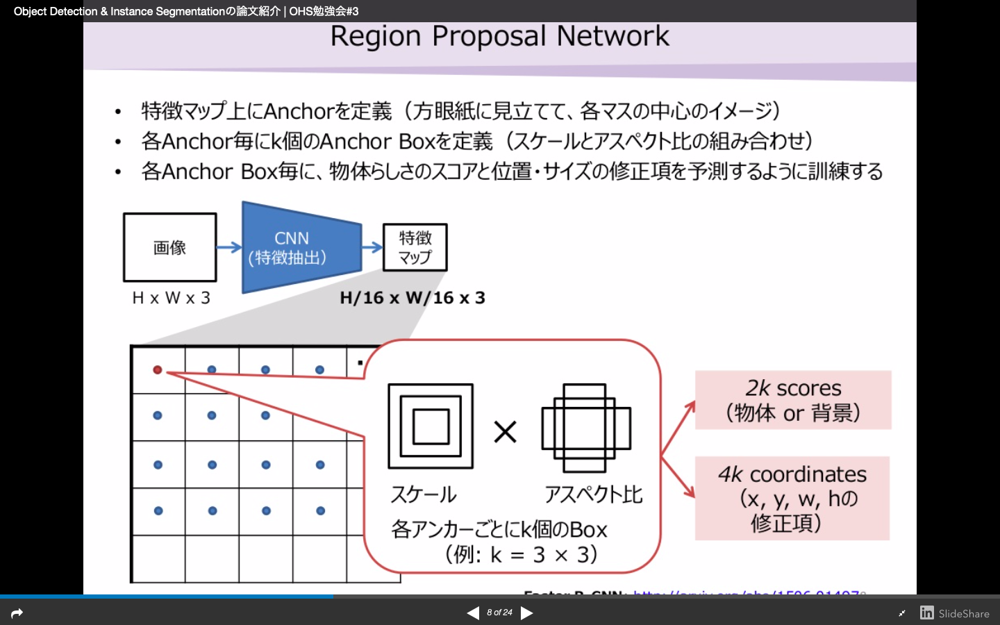 Object Detection & Instance Segmentationの論文紹介 | OHS勉強会#3
Region Proposal Network
• 特徴マップ上にAnchorを定義（方眼紙に見立てて、各マスの中心のイメージ）
• 各Anchor毎にk個のAnchor Boxを定義（スケールとアスペクト比の組み合わせ）
• 各Anchor Box毎に、物体らしさのスコアと位置・サイズの修正項を予測するように訓練する
画像
CNN
(特徴抽出）
特徴
マップ
H x W x 3
H/16 x W/16 x 3
×
スケール
アスペクト比
各アンカーごとにk個のBox
（例: k = 3 × 3）
2k scores
（物体 or 背景）
4k coordinates
（x, y, w, hの
修正項）
Faster R-CNN: http://arxiv.org/abs/1506.01497
8
8 of 24
in SlideShare